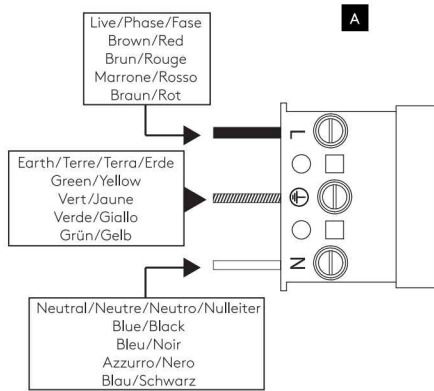 A
Live/Phase/Fase
Brown/Red
Brun/Rouge
Marrone/Rosso
Braun/Rot
L
Earth/Terre/Terra/Erde
Green/Yellow
Vert/Jaune
Verde/Giallo
Grün/Gelb
N
Neutral/Neutre/Neutro/Nulleiter
Blue/Black
Bleu/Noir
Azzurro/Nero
Blau/Schwarz